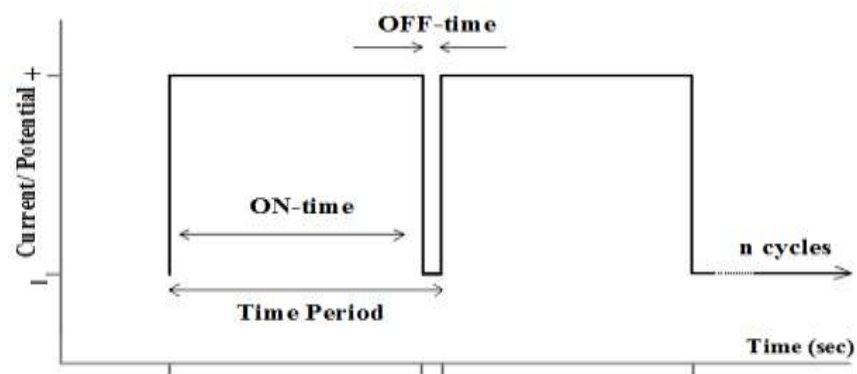 OFF-time
Current/Potential +
ON-time
n cycles
Time Period
Time (sec)